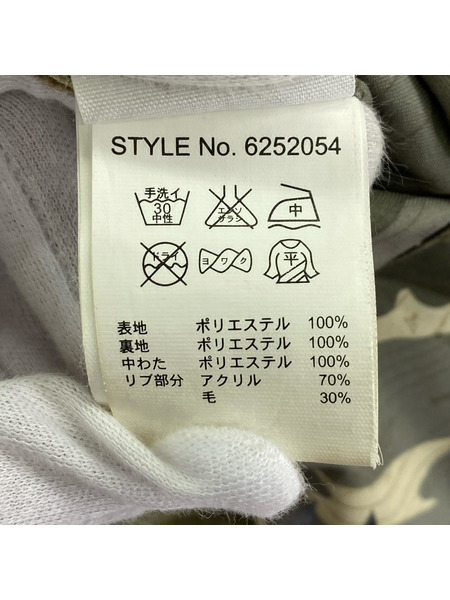 STYLE No. 6252054
手洗イ
30
中性
エンソ
サラシ
中
ドライ
ヨワク
平
表地 ポリエステル 100%
裏地 ポリエステル 100%
中わた ポリエステル 100%
リブ部分 アクリル 70%
毛 30%